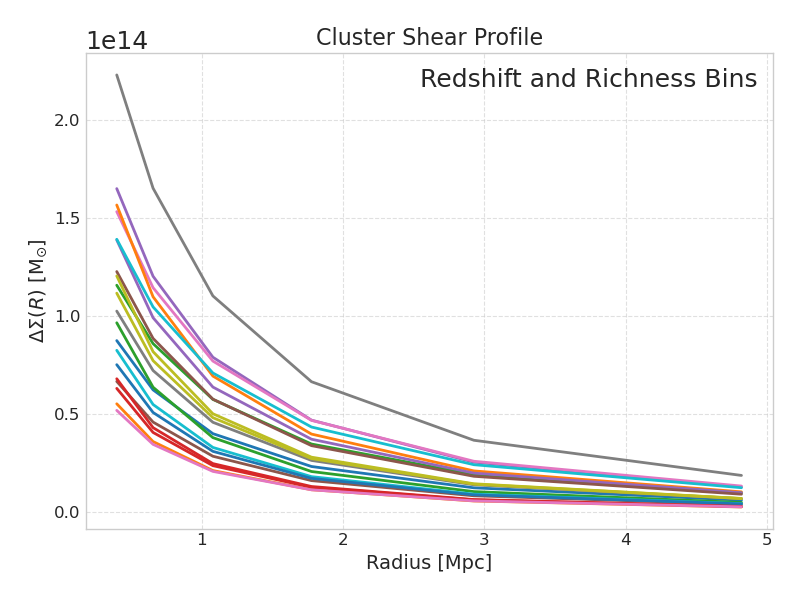 Cluster Shear Profile
1e14
Redshift and Richness Bins
2.0
1.5
1.0
0.5
0.0
ΔΣ(R) [M⊙]
1 2 3 4 5
Radius [Mpc]